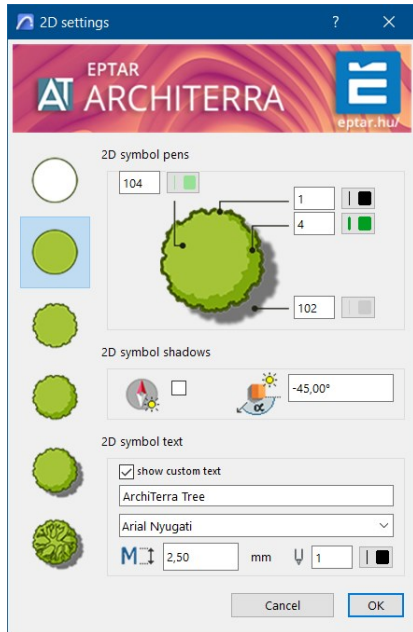 2D settings ? ×
EPTAR
AT ARCHITERRA
eptar.hu/
2D symbol pens
104
1
4
102
2D symbol shadows
α -45,00°
2D symbol text
show custom text
ArchiTerra Tree
Arial Nyugati
M 2,50 mm 1
Cancel OK